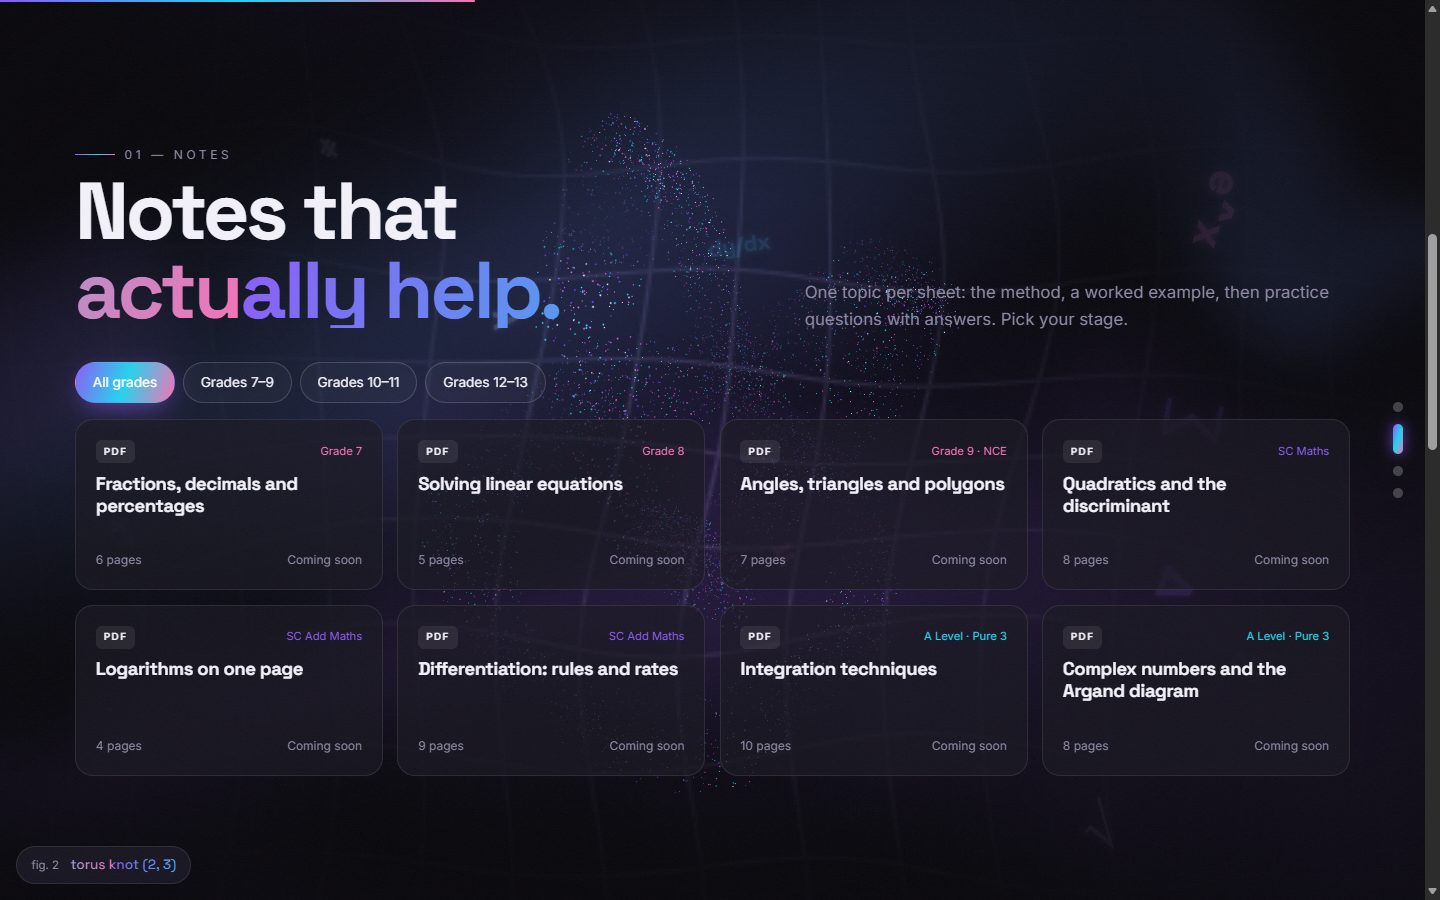 01 — NOTES
Notes that
actually help.
One topic per sheet: the method, a worked example, then practice
questions with answers. Pick your stage.
All grades
Grades 7–9
Grades 10–11
Grades 12–13
PDF
Grade 7
Fractions, decimals and
percentages
6 pages
Coming soon
PDF
Grade 8
Solving linear equations
5 pages
Coming soon
PDF
Grade 9 · NCE
Angles, triangles and polygons
7 pages
Coming soon
PDF
SC Maths
Quadratics and the
discriminant
8 pages
Coming soon
PDF
SC Add Maths
Logarithms on one page
4 pages
Coming soon
PDF
SC Add Maths
Differentiation: rules and rates
9 pages
Coming soon
PDF
A Level · Pure 3
Integration techniques
10 pages
Coming soon
PDF
A Level · Pure 3
Complex numbers and the
Argand diagram
8 pages
Coming soon
fig. 2 torus knot (2, 3)
dy/dx